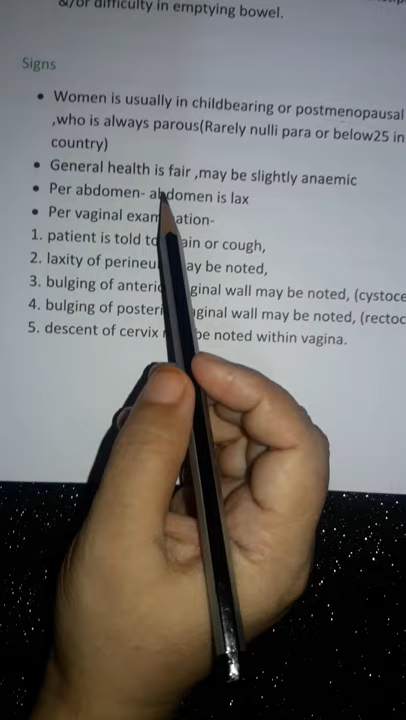 &/or difficulty in emptying bowel.
Signs
• Women is usually in childbearing or postmenopausal
,who is always parous(Rarely nulli para or below25 in
country)
• General health is fair ,may be slightly anaemic
• Per abdomen- abdomen is lax
• Per vaginal examination-
1. patient is told to ain or cough,
2. laxity of perineu ay be noted,
3. bulging of anteri ginal wall may be noted, (cystoce
4. bulging of posteri aginal wall may be noted, (rectoc
5. descent of cervix be noted within vagina.